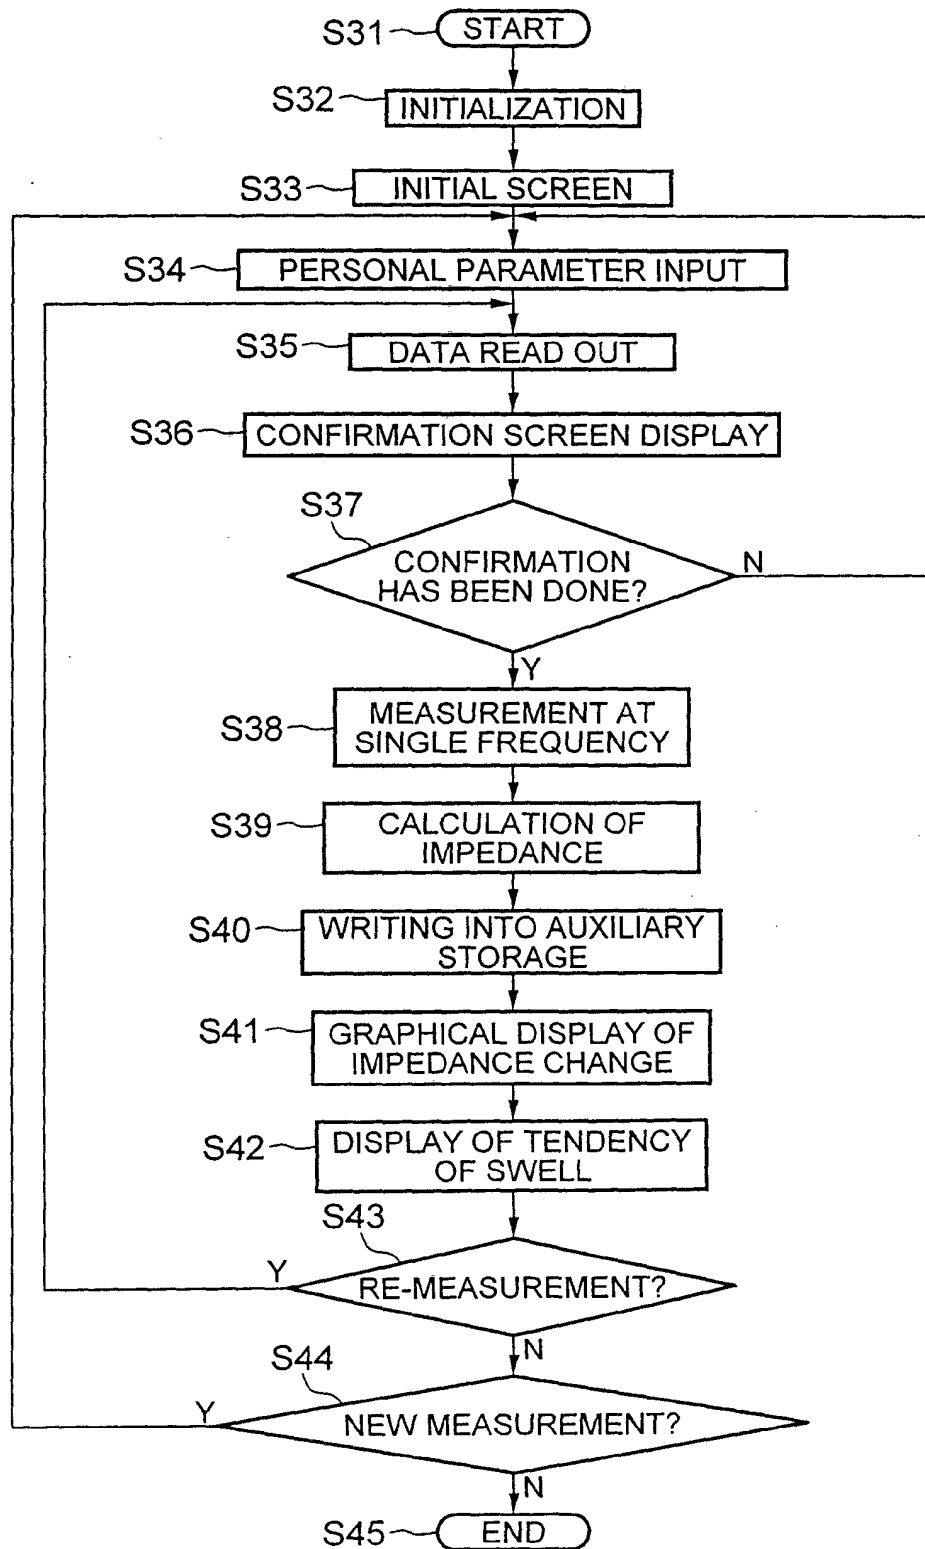 S31 START
S32 INITIALIZATION
S33 INITIAL SCREEN
S34 PERSONAL PARAMETER INPUT
S35 DATA READ OUT
S36 CONFIRMATION SCREEN DISPLAY
S37
CONFIRMATION
HAS BEEN DONE?
N
Y
S38
MEASUREMENT AT
SINGLE FREQUENCY
S39
CALCULATION OF
IMPEDANCE
S40
WRITING INTO AUXILIARY
STORAGE
S41
GRAPHICAL DISPLAY OF
IMPEDANCE CHANGE
S42
DISPLAY OF TENDENCY
OF SWELL
S43
Y
RE-MEASUREMENT?
N
S44
Y
NEW MEASUREMENT?
N
S45 END